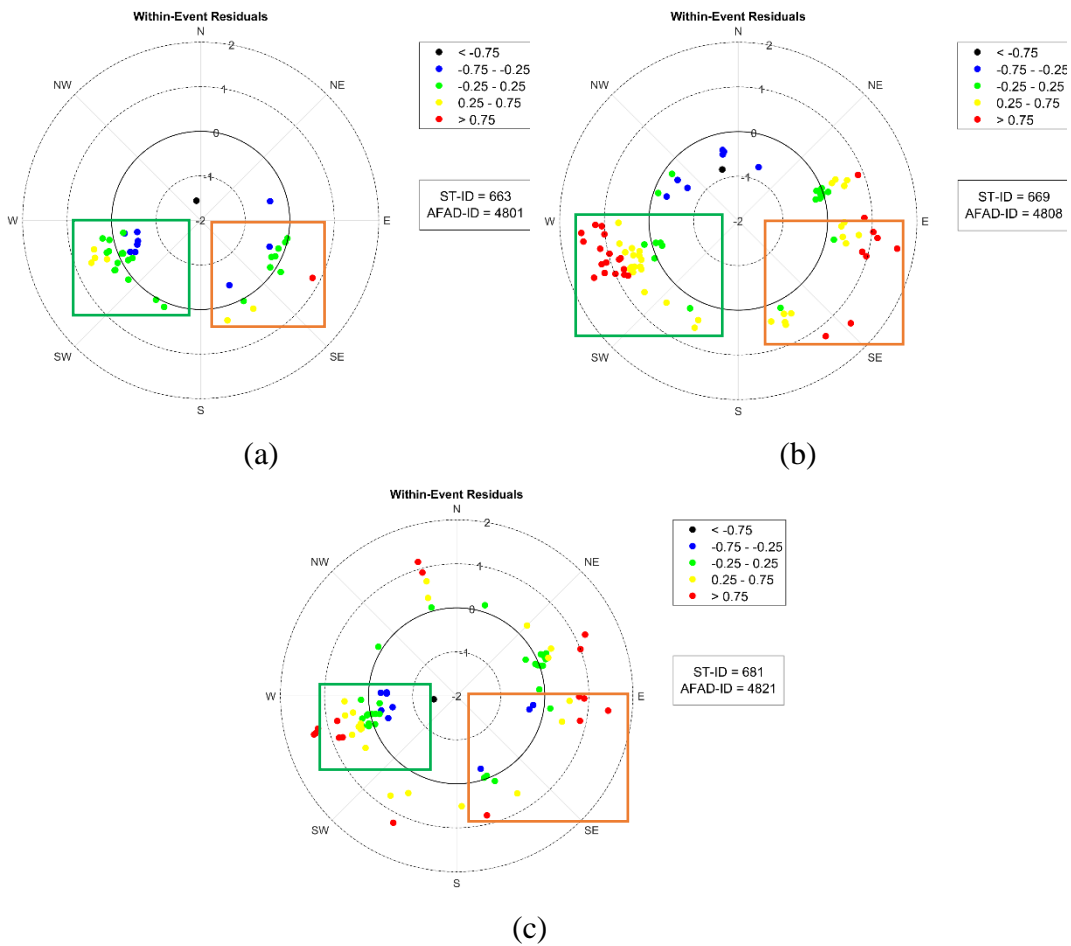 Within-Event Residuals
N
2
NW
NE
1
0
-1
W
-2
E
SW
SE
S
< -0.75
-0.75 - -0.25
-0.25 - 0.25
0.25 - 0.75
> 0.75
ST-ID = 663
AFAD-ID = 4801
(a)
Within-Event Residuals
N
2
NW
NE
1
0
-1
W
-2
E
SW
SE
S
< -0.75
-0.75 - -0.25
-0.25 - 0.25
0.25 - 0.75
> 0.75
ST-ID = 669
AFAD-ID = 4808
(b)
Within-Event Residuals
N
2
NW
NE
1
0
-1
W
-2
E
SW
SE
S
< -0.75
-0.75 - -0.25
-0.25 - 0.25
0.25 - 0.75
> 0.75
ST-ID = 681
AFAD-ID = 4821
(c)